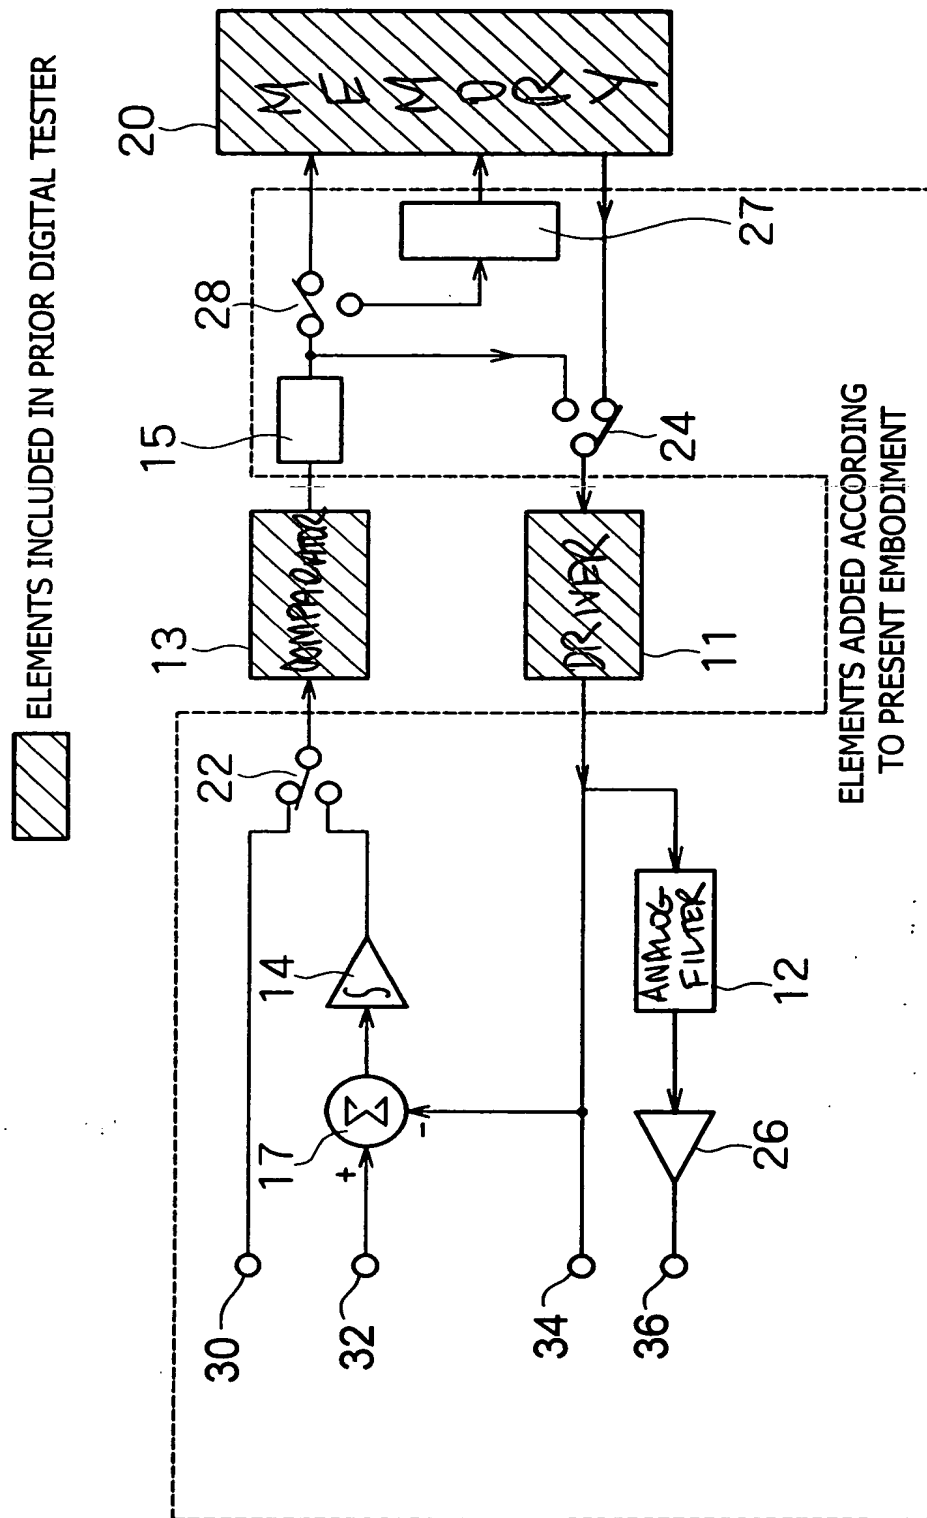 ELEMENTS INCLUDED IN PRIOR DIGITAL TESTER
20
MEMORY
28
27
15
24
13
COMPARATOR
DRIVER
11
22
14
17
+
-
ANALOG
FILTER
12
26
30
32
34
36
ELEMENTS ADDED ACCORDING
TO PRESENT EMBODIMENT
∫
Σ